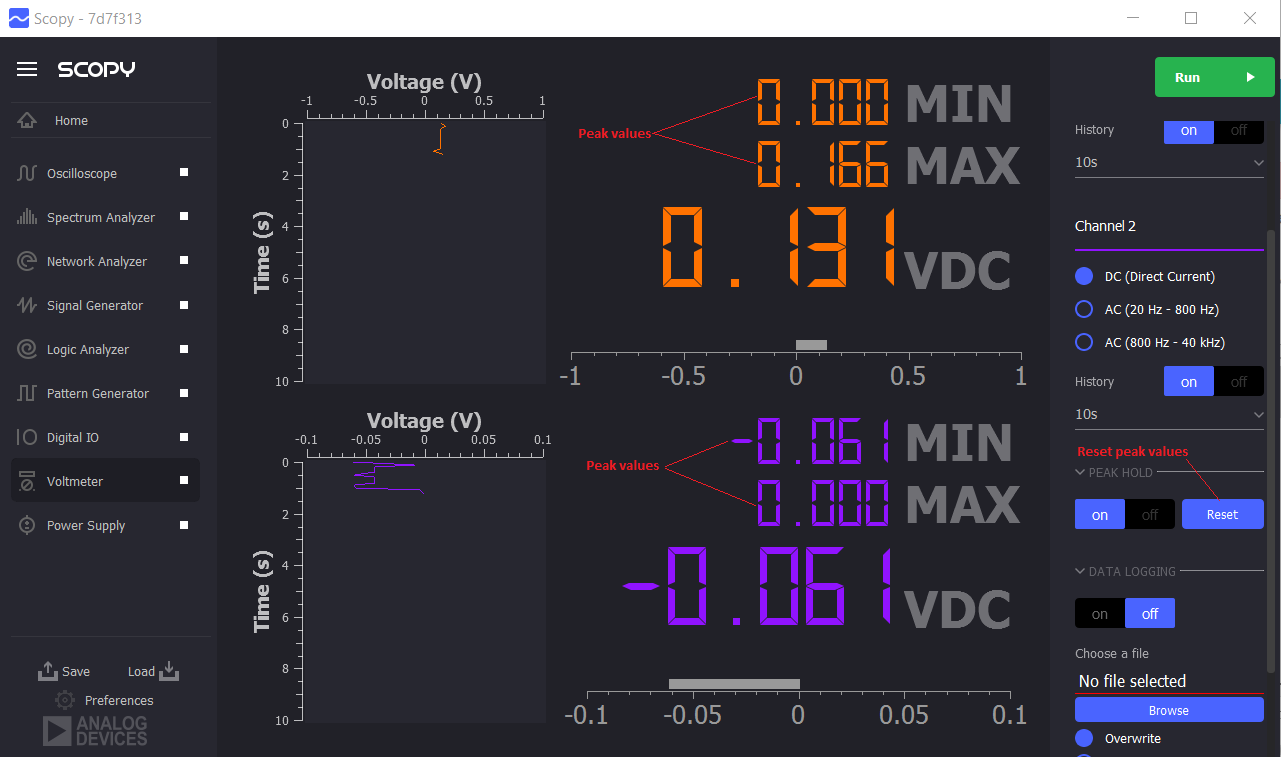 Scopy - 7d7f313
SCOPY
Home
Oscilloscope
Spectrum Analyzer
Network Analyzer
Signal Generator
Logic Analyzer
Pattern Generator
Digital IO
Voltmeter
Power Supply
Save
Load
Preferences
ANALOG
DEVICES
Voltage (V)
-1 -0.5 0 0.5 1
Time (s)
0
2
4
6
8
10
Peak values
0.000 MIN
0.166 MAX
0.131 VDC
-1 -0.5 0 0.5 1
Voltage (V)
-0.1 -0.05 0 0.05 0.1
Time (s)
0
2
4
6
8
10
Peak values
-0.061 MIN
0.000 MAX
-0.061 VDC
-0.1 -0.05 0 0.05 0.1
Run
History on off
10s
Channel 2
DC (Direct Current)
AC (20 Hz - 800 Hz)
AC (800 Hz - 40 kHz)
History on off
10s
Reset peak values
PEAK HOLD
on off Reset
DATA LOGGING
on off
Choose a file
No file selected
Browse
Overwrite